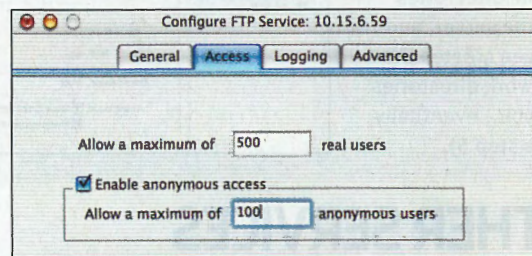 Configure FTP Service: 10.15.6.59
General Access Logging Advanced
Allow a maximum of 500 real users
Enable anonymous access
Allow a maximum of 100 anonymous users